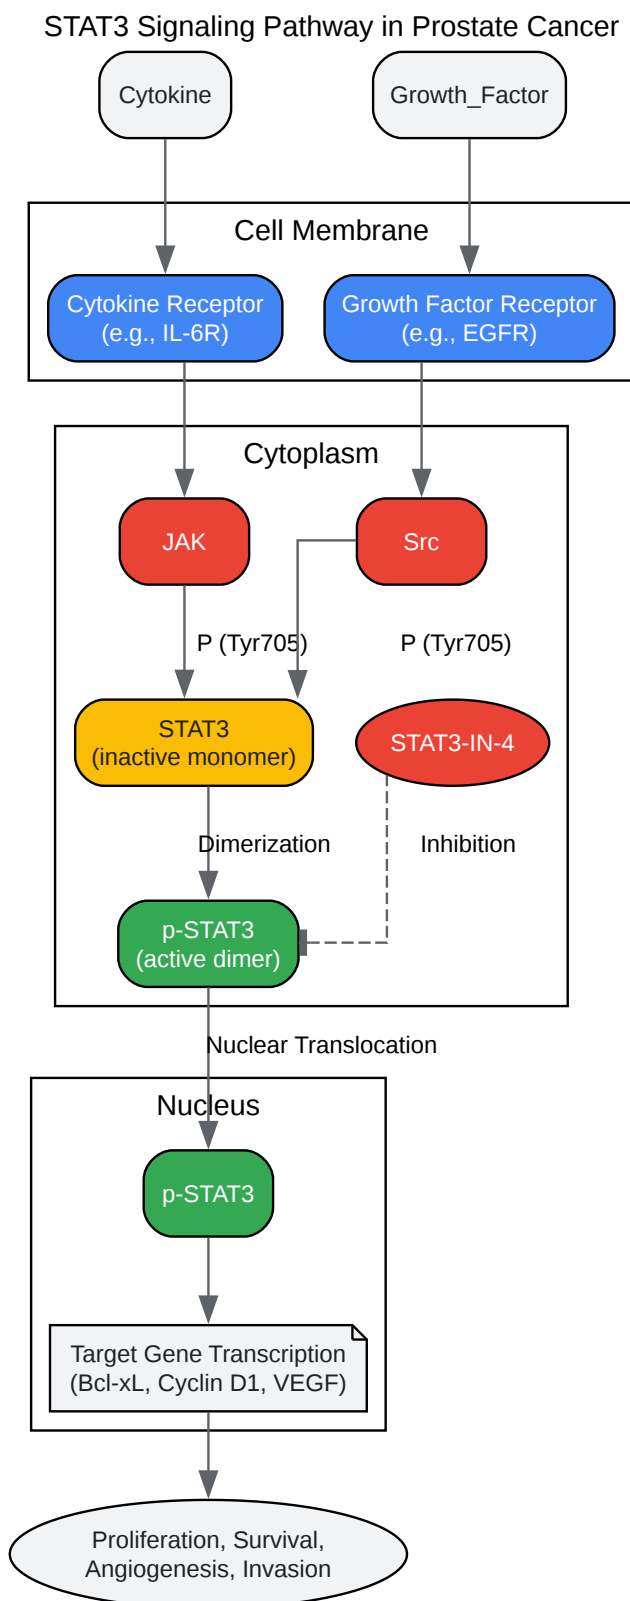 STAT3 Signaling Pathway in Prostate Cancer
Cytokine
Growth_Factor
Cell Membrane
Cytokine Receptor
(e.g., IL-6R)
Growth Factor Receptor
(e.g., EGFR)
Cytoplasm
JAK
Src
P (Tyr705)
P (Tyr705)
STAT3
(inactive monomer)
STAT3-IN-4
Dimerization
Inhibition
p-STAT3
(active dimer)
Nuclear Translocation
Nucleus
p-STAT3
Target Gene Transcription
(Bcl-xL, Cyclin D1, VEGF)
Proliferation, Survival,
Angiogenesis, Invasion